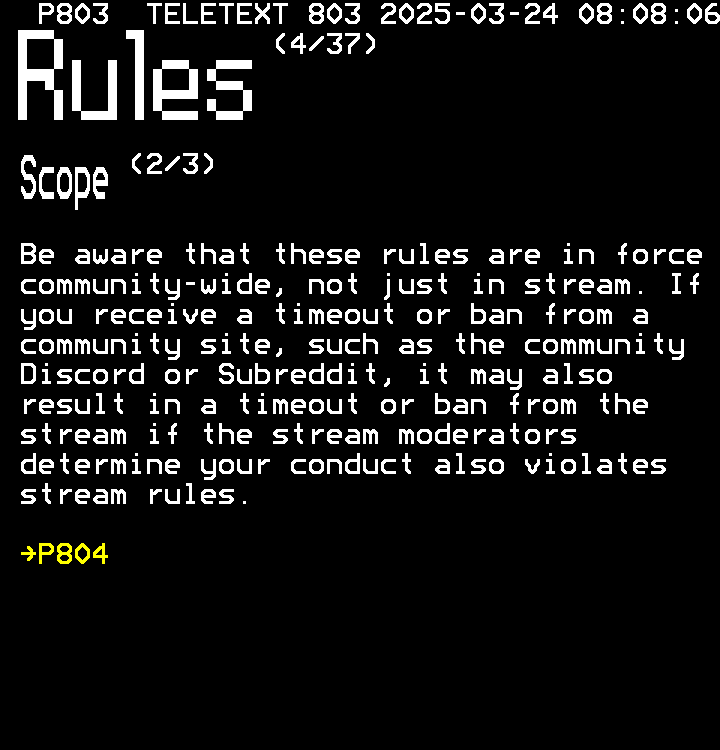 P803 TELETEXT 803 2025-03-24 08:08:06
Rules (4/37)
Scope (2/3)
Be aware that these rules are in force
community-wide, not just in stream. If
you receive a timeout or ban from a
community site, such as the community
Discord or Subreddit, it may also
result in a timeout or ban from the
stream if the stream moderators
determine your conduct also violates
stream rules.
→P804